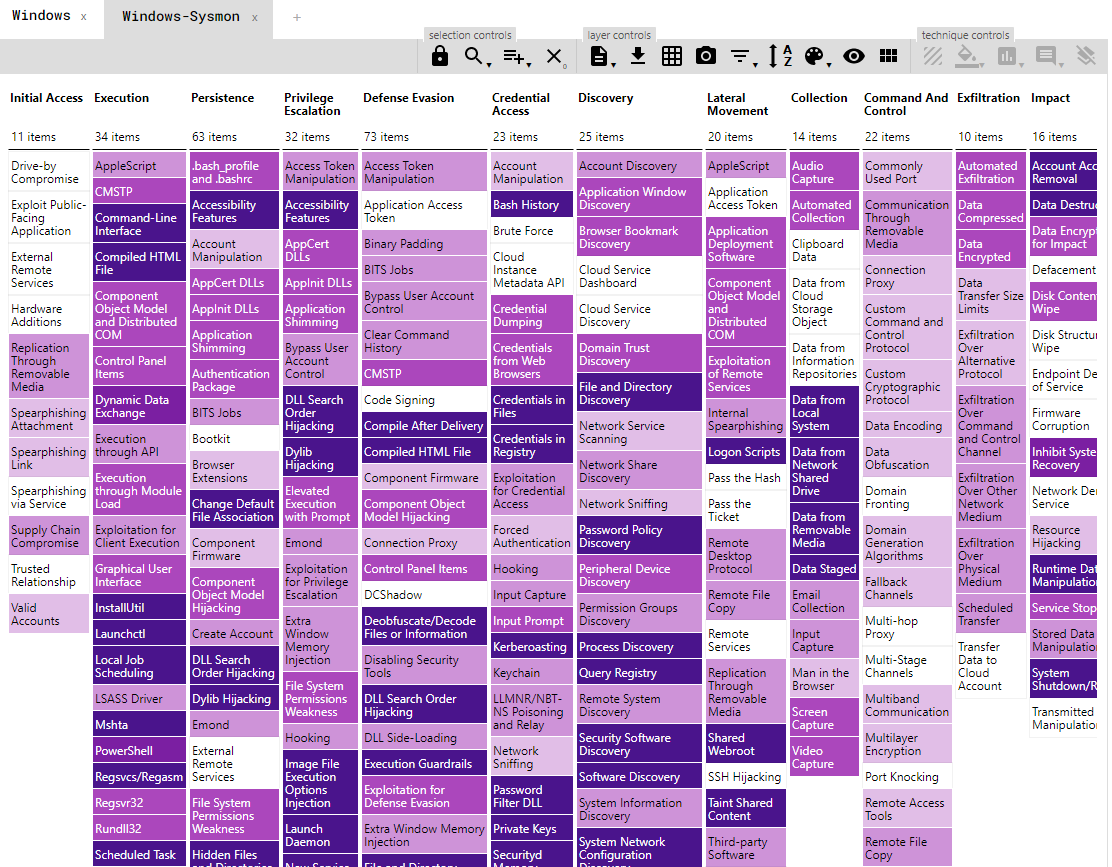 Windows x
Windows-Sysmon x
+
selection controls
layer controls
technique controls
0
A
Z
Initial Access
11 items
Drive-by
Compromise
Exploit Public-
Facing
Application
External
Remote
Services
Hardware
Additions
Replication
Through
Removable
Media
Spearphishing
Attachment
Spearphishing
Link
Spearphishing
via Service
Supply Chain
Compromise
Trusted
Relationship
Valid
Accounts
Execution
34 items
AppleScript
CMSTP
Command-Line
Interface
Compiled HTML
File
Component
Object Model
and Distributed
COM
Control Panel
Items
Dynamic Data
Exchange
Execution
through API
Execution
through Module
Load
Exploitation for
Client Execution
Graphical User
Interface
InstallUtil
Launchctl
Local Job
Scheduling
LSASS Driver
Mshta
PowerShell
Regsvcs/Regasm
Regsvr32
Rundll32
Scheduled Task
Persistence
63 items
.bash_profile
and .bashrc
Accessibility
Features
Account
Manipulation
AppCert DLLs
AppInit DLLs
Application
Shimming
Authentication
Package
BITS Jobs
Bootkit
Browser
Extensions
Change Default
File Association
Component
Firmware
Component
Object Model
Hijacking
Create Account
DLL Search
Order Hijacking
Dylib Hijacking
Emond
External
Remote
Services
File System
Permissions
Weakness
Hidden Files
and Directories
Privilege
Escalation
32 items
Access Token
Manipulation
Accessibility
Features
AppCert
DLLs
AppInit DLLs
Application
Shimming
Bypass User
Account
Control
DLL Search
Order
Hijacking
Dylib
Hijacking
Elevated
Execution
with Prompt
Emond
Exploitation
for Privilege
Escalation
Extra
Window
Memory
Injection
File System
Permissions
Weakness
Hooking
Image File
Execution
Options
Injection
Launch
Daemon
New Service
Defense Evasion
73 items
Access Token
Manipulation
Application Access
Token
Binary Padding
BITS Jobs
Bypass User Account
Control
Clear Command
History
CMSTP
Code Signing
Compile After Delivery
Compiled HTML File
Component Firmware
Component Object
Model Hijacking
Connection Proxy
Control Panel Items
DCShadow
Deobfuscate/Decode
Files or Information
Disabling Security
Tools
DLL Search Order
Hijacking
DLL Side-Loading
Execution Guardrails
Exploitation for
Defense Evasion
Extra Window Memory
Injection
File and Directory
Credential
Access
23 items
Account
Manipulation
Bash History
Brute Force
Cloud
Instance
Metadata API
Credential
Dumping
Credentials
from Web
Browsers
Credentials in
Files
Credentials in
Registry
Exploitation
for Credential
Access
Forced
Authentication
Hooking
Input Capture
Input Prompt
Kerberoasting
Keychain
LLMNR/NBT-
NS Poisoning
and Relay
Network
Sniffing
Password
Filter DLL
Private Keys
Securityd
Memory
Discovery
25 items
Account Discovery
Application Window
Discovery
Browser Bookmark
Discovery
Cloud Service
Dashboard
Cloud Service
Discovery
Domain Trust
Discovery
File and Directory
Discovery
Network Service
Scanning
Network Share
Discovery
Network Sniffing
Password Policy
Discovery
Peripheral Device
Discovery
Permission Groups
Discovery
Process Discovery
Query Registry
Remote System
Discovery
Security Software
Discovery
Software Discovery
System Information
Discovery
System Network
Configuration
Discovery
Lateral
Movement
20 items
AppleScript
Application
Access Token
Application
Deployment
Software
Component
Object Model
and
Distributed
COM
Exploitation
of Remote
Services
Internal
Spearphishing
Logon Scripts
Pass the Hash
Pass the
Ticket
Remote
Desktop
Protocol
Remote File
Copy
Remote
Services
Replication
Through
Removable
Media
Shared
Webroot
SSH Hijacking
Taint Shared
Content
Third-party
Software
Collection
14 items
Audio
Capture
Automated
Collection
Clipboard
Data
Data from
Cloud
Storage
Object
Data from
Information
Repositories
Data from
Local
System
Data from
Network
Shared
Drive
Data from
Removable
Media
Data Staged
Email
Collection
Input
Capture
Man in the
Browser
Screen
Capture
Video
Capture
Command And
Control
22 items
Commonly
Used Port
Communication
Through
Removable
Media
Connection
Proxy
Custom
Command and
Control
Protocol
Custom
Cryptographic
Protocol
Data Encoding
Data
Obfuscation
Domain
Fronting
Domain
Generation
Algorithms
Fallback
Channels
Multi-hop
Proxy
Multi-Stage
Channels
Multiband
Communication
Multilayer
Encryption
Port Knocking
Remote Access
Tools
Remote File
Copy
Exfiltration
10 items
Automated
Exfiltration
Data
Compressed
Data
Encrypted
Data
Transfer Size
Limits
Exfiltration
Over
Alternative
Protocol
Exfiltration
Over
Command
and Control
Channel
Exfiltration
Over Other
Network
Medium
Exfiltration
Over
Physical
Medium
Scheduled
Transfer
Transfer
Data to
Cloud
Account
Impact
16 items
Account Acc
Removal
Data Destruc
Data Encrypt
for Impact
Defacement
Disk Conten
Wipe
Disk Structu
Wipe
Endpoint De
of Service
Firmware
Corruption
Inhibit Syste
Recovery
Network De
Service
Resource
Hijacking
Runtime Dat
Manipulatio
Service Stop
Stored Data
Manipulatio
System
Shutdown/R
Transmitted
Manipulatio